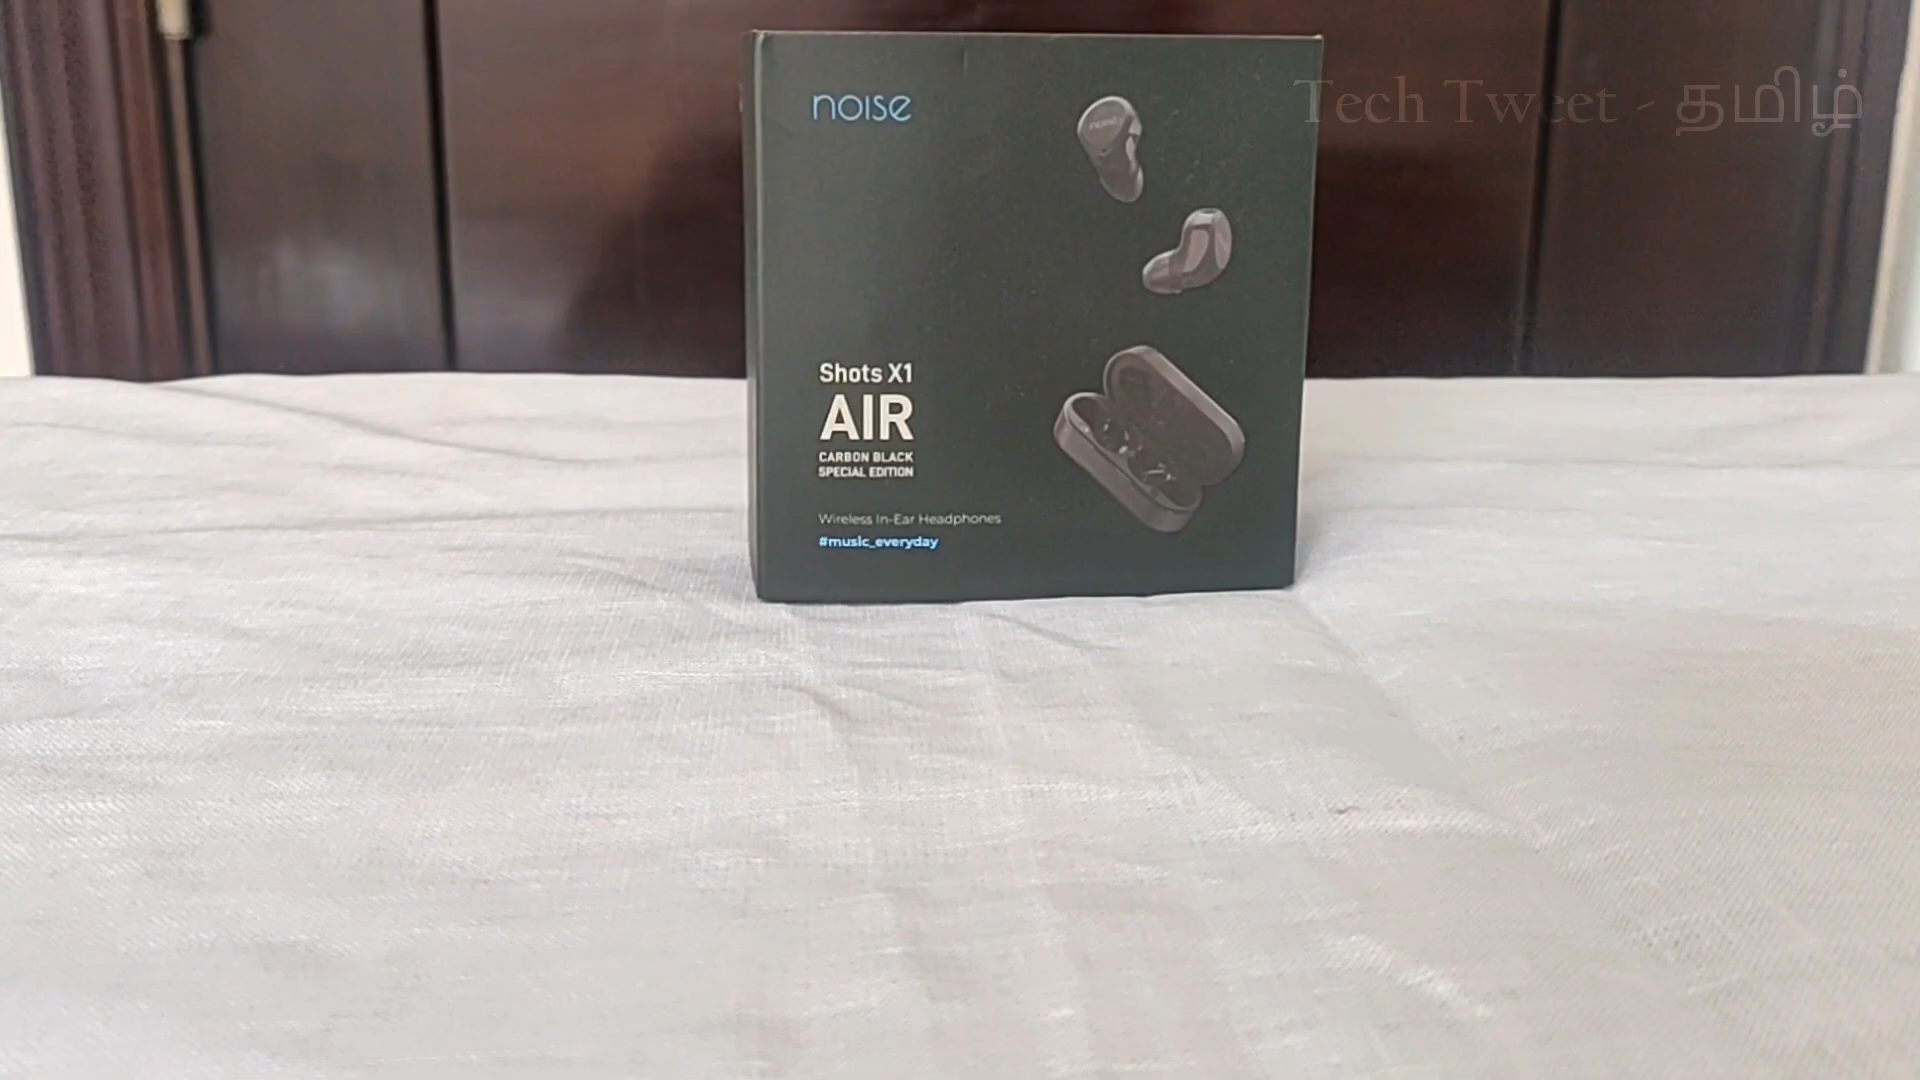 noise
Tech Tweet - தமிழ்
Shots X1
AIR
CARBON BLACK
SPECIAL EDITION
Wireless In-Ear Headphones
#music_everyday